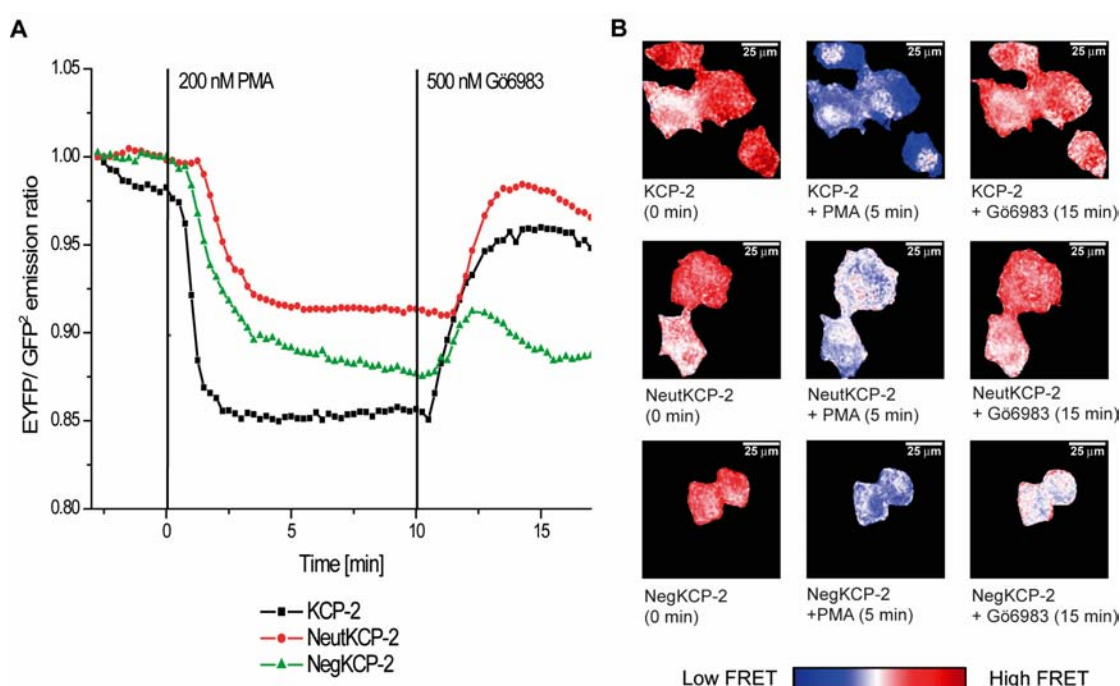 A
1.05
1.00
0.95
0.90
0.85
0.80
EYFP/ GFP² emission ratio
200 nM PMA
500 nM Gö6983
0
5
10
15
Time [min]
KCP-2
NeutKCP-2
NegKCP-2
B
25 µm
25 µm
25 µm
KCP-2
(0 min)
KCP-2
+ PMA (5 min)
KCP-2
+ Gö6983 (15 min)
25 µm
25 µm
25 µm
NeutKCP-2
(0 min)
NeutKCP-2
+ PMA (5 min)
NeutKCP-2
+ Gö6983 (15 min)
25 µm
25 µm
25 µm
NegKCP-2
(0 min)
NegKCP-2
+PMA (5 min)
NegKCP-2
+ Gö6983 (15 min)
Low FRET
High FRET